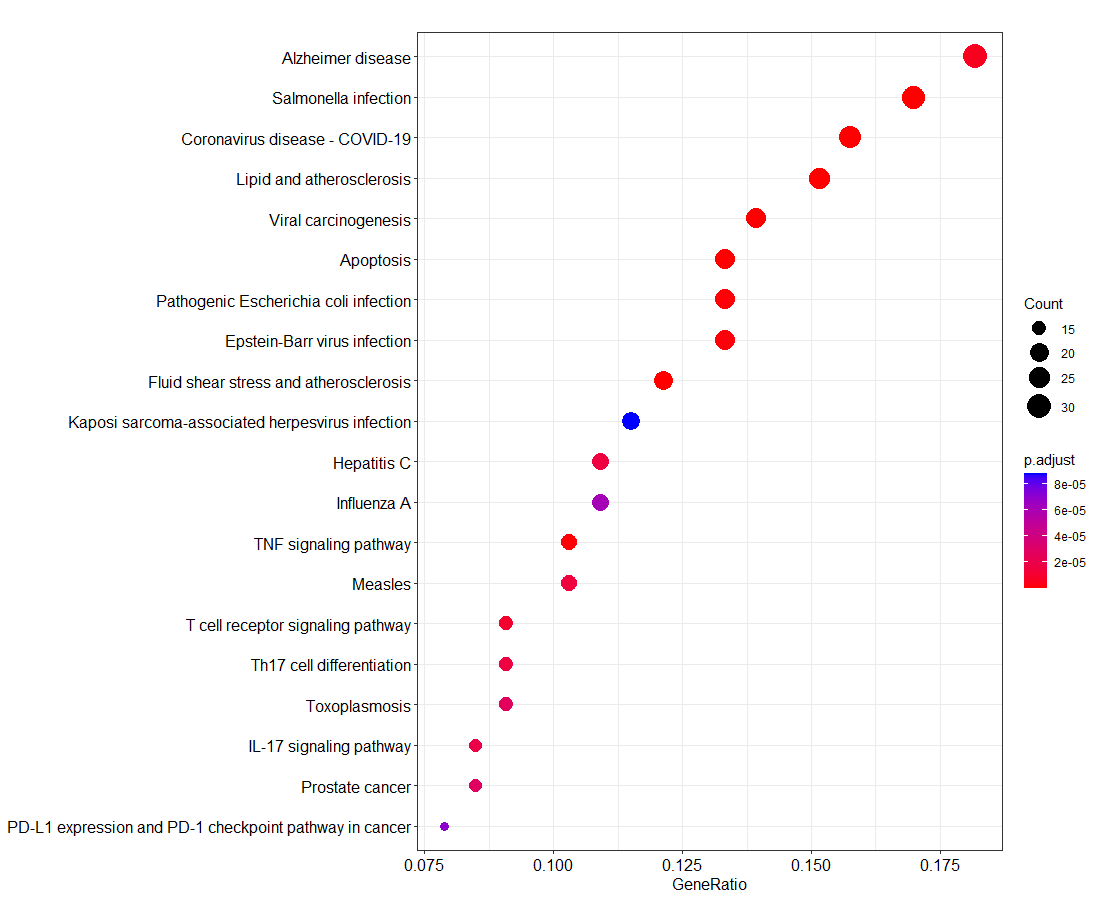 Alzheimer disease
Salmonella infection
Coronavirus disease - COVID-19
Lipid and atherosclerosis
Viral carcinogenesis
Apoptosis
Pathogenic Escherichia coli infection
Epstein-Barr virus infection
Fluid shear stress and atherosclerosis
Kaposi sarcoma-associated herpesvirus infection
Hepatitis C
Influenza A
TNF signaling pathway
Measles
T cell receptor signaling pathway
Th17 cell differentiation
Toxoplasmosis
IL-17 signaling pathway
Prostate cancer
PD-L1 expression and PD-1 checkpoint pathway in cancer
0.075 0.100 0.125 0.150 0.175
GeneRatio
Count
15
20
25
30
p.adjust
8e-05
6e-05
4e-05
2e-05